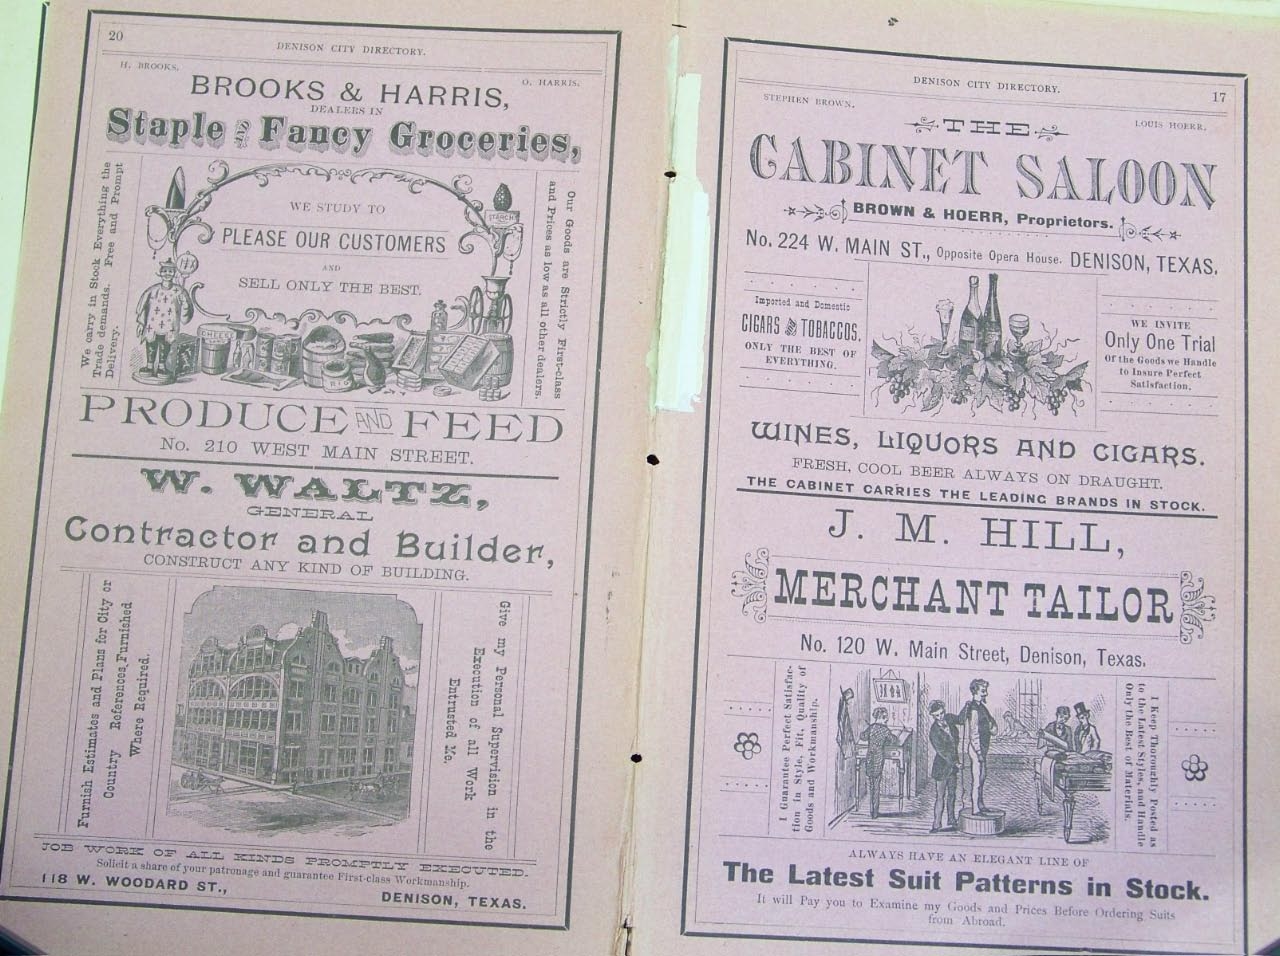 20
DENISON CITY DIRECTORY.
H. BROOKS.
O. HARRIS.
BROOKS & HARRIS,
DEALERS IN
Staple and Fancy Groceries,
We carry in Stock Everything the
Trade demands. Free and Prompt
Delivery.
WE STUDY TO
PLEASE OUR CUSTOMERS
AND
SELL ONLY THE BEST.
STARCH
Our Goods are Strictly First-class
and Prices as low as all other dealers.
PRODUCE AND FEED
No. 210 WEST MAIN STREET.
W. WALTZ,
GENERAL
Contractor and Builder,
CONSTRUCT ANY KIND OF BUILDING.
Furnish Estimates and Plans for City or
Country References Furnished
Where Required.
Give my Personal Supervision in the
Execution of all Work
Entrusted Me.
JOB WORK OF ALL KINDS PROMPTLY EXECUTED.
Solicit a share of your patronage and guarantee First-class Workmanship.
118 W. WOODARD ST.,
DENISON, TEXAS.
DENISON CITY DIRECTORY.
17
STEPHEN BROWN.
LOUIS HOERR.
THE
CABINET SALOON
BROWN & HOERR, Proprietors.
No. 224 W. MAIN ST., Opposite Opera House. DENISON, TEXAS.
Imported and Domestic
CIGARS AND TOBACCOS.
ONLY THE BEST OF
EVERYTHING.
WE INVITE
Only One Trial
Of the Goods we Handle
to Insure Perfect
Satisfaction.
WINES, LIQUORS AND CIGARS.
FRESH, COOL BEER ALWAYS ON DRAUGHT.
THE CABINET CARRIES THE LEADING BRANDS IN STOCK.
J. M. HILL,
MERCHANT TAILOR
No. 120 W. Main Street, Denison, Texas.
I Guarantee Perfect Satisfac-
tion in Style, Fit, Quality of
Goods and Workmanship.
I Keep Thoroughly Posted as
to the Latest Styles, and Handle
Only the Best of Materials.
ALWAYS HAVE AN ELEGANT LINE OF
The Latest Suit Patterns in Stock.
It will Pay you to Examine my Goods and Prices Before Ordering Suits
from Abroad.